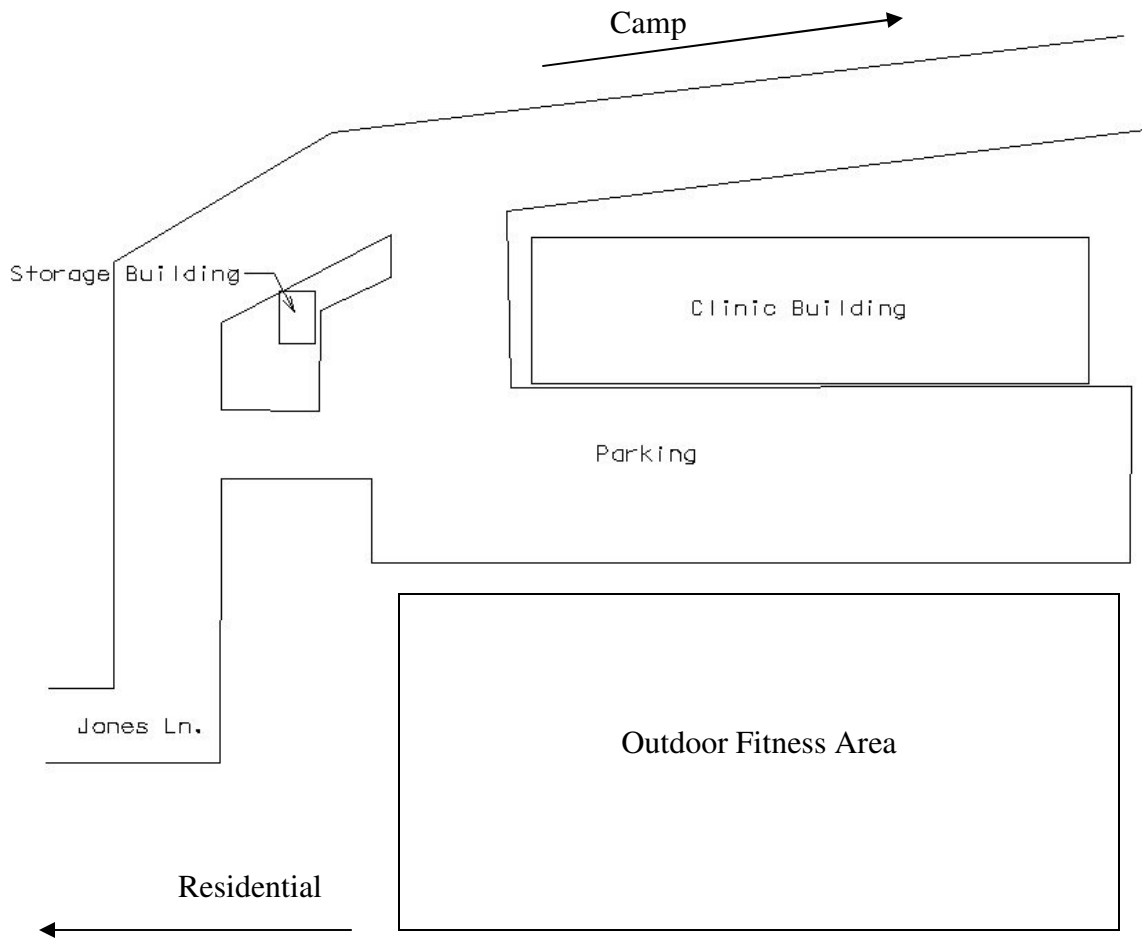 Camp
Storage Building
Clinic Building
Parking
Jones Ln.
Outdoor Fitness Area
Residential